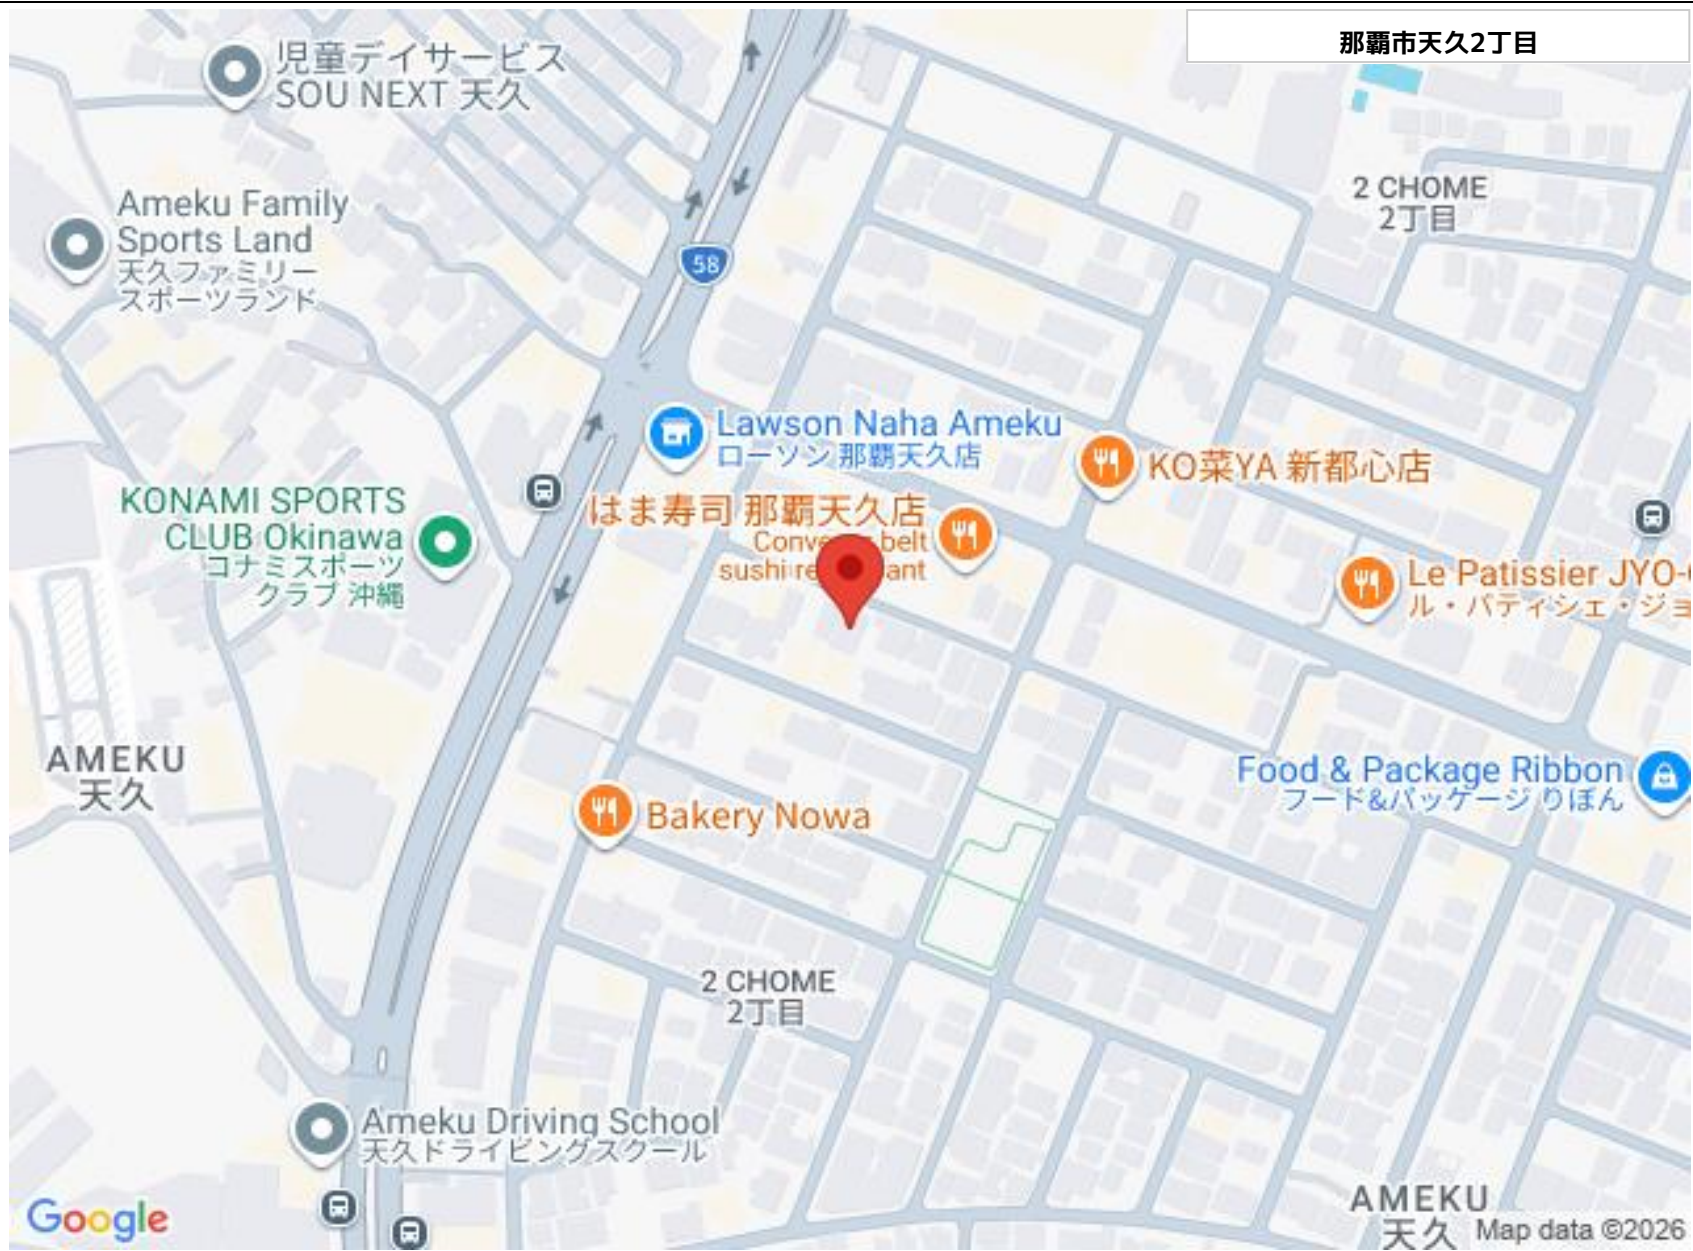 那覇市天久2丁目
児童デイサービス
SOU NEXT 天久
2 CHOME
2丁目
Ameku Family
Sports Land
天久ファミリー
スポーツランド
58
Lawson Naha Ameku
ローソン 那覇天久店
KO菜YA 新都心店
KONAMI SPORTS
CLUB Okinawa
コナミスポーツ
クラブ 沖縄
はま寿司 那覇天久店
belt
Le Patissier JYO-
ル・パティシェ・ジョ
AMEKU
天久
Food & Package Ribbon
フード&パッケージ りぼん
Bakery Nowa
2 CHOME
2丁目
Ameku Driving School
天久ドライビングスクール
AMEKU
天久
Google
Map data ©2026